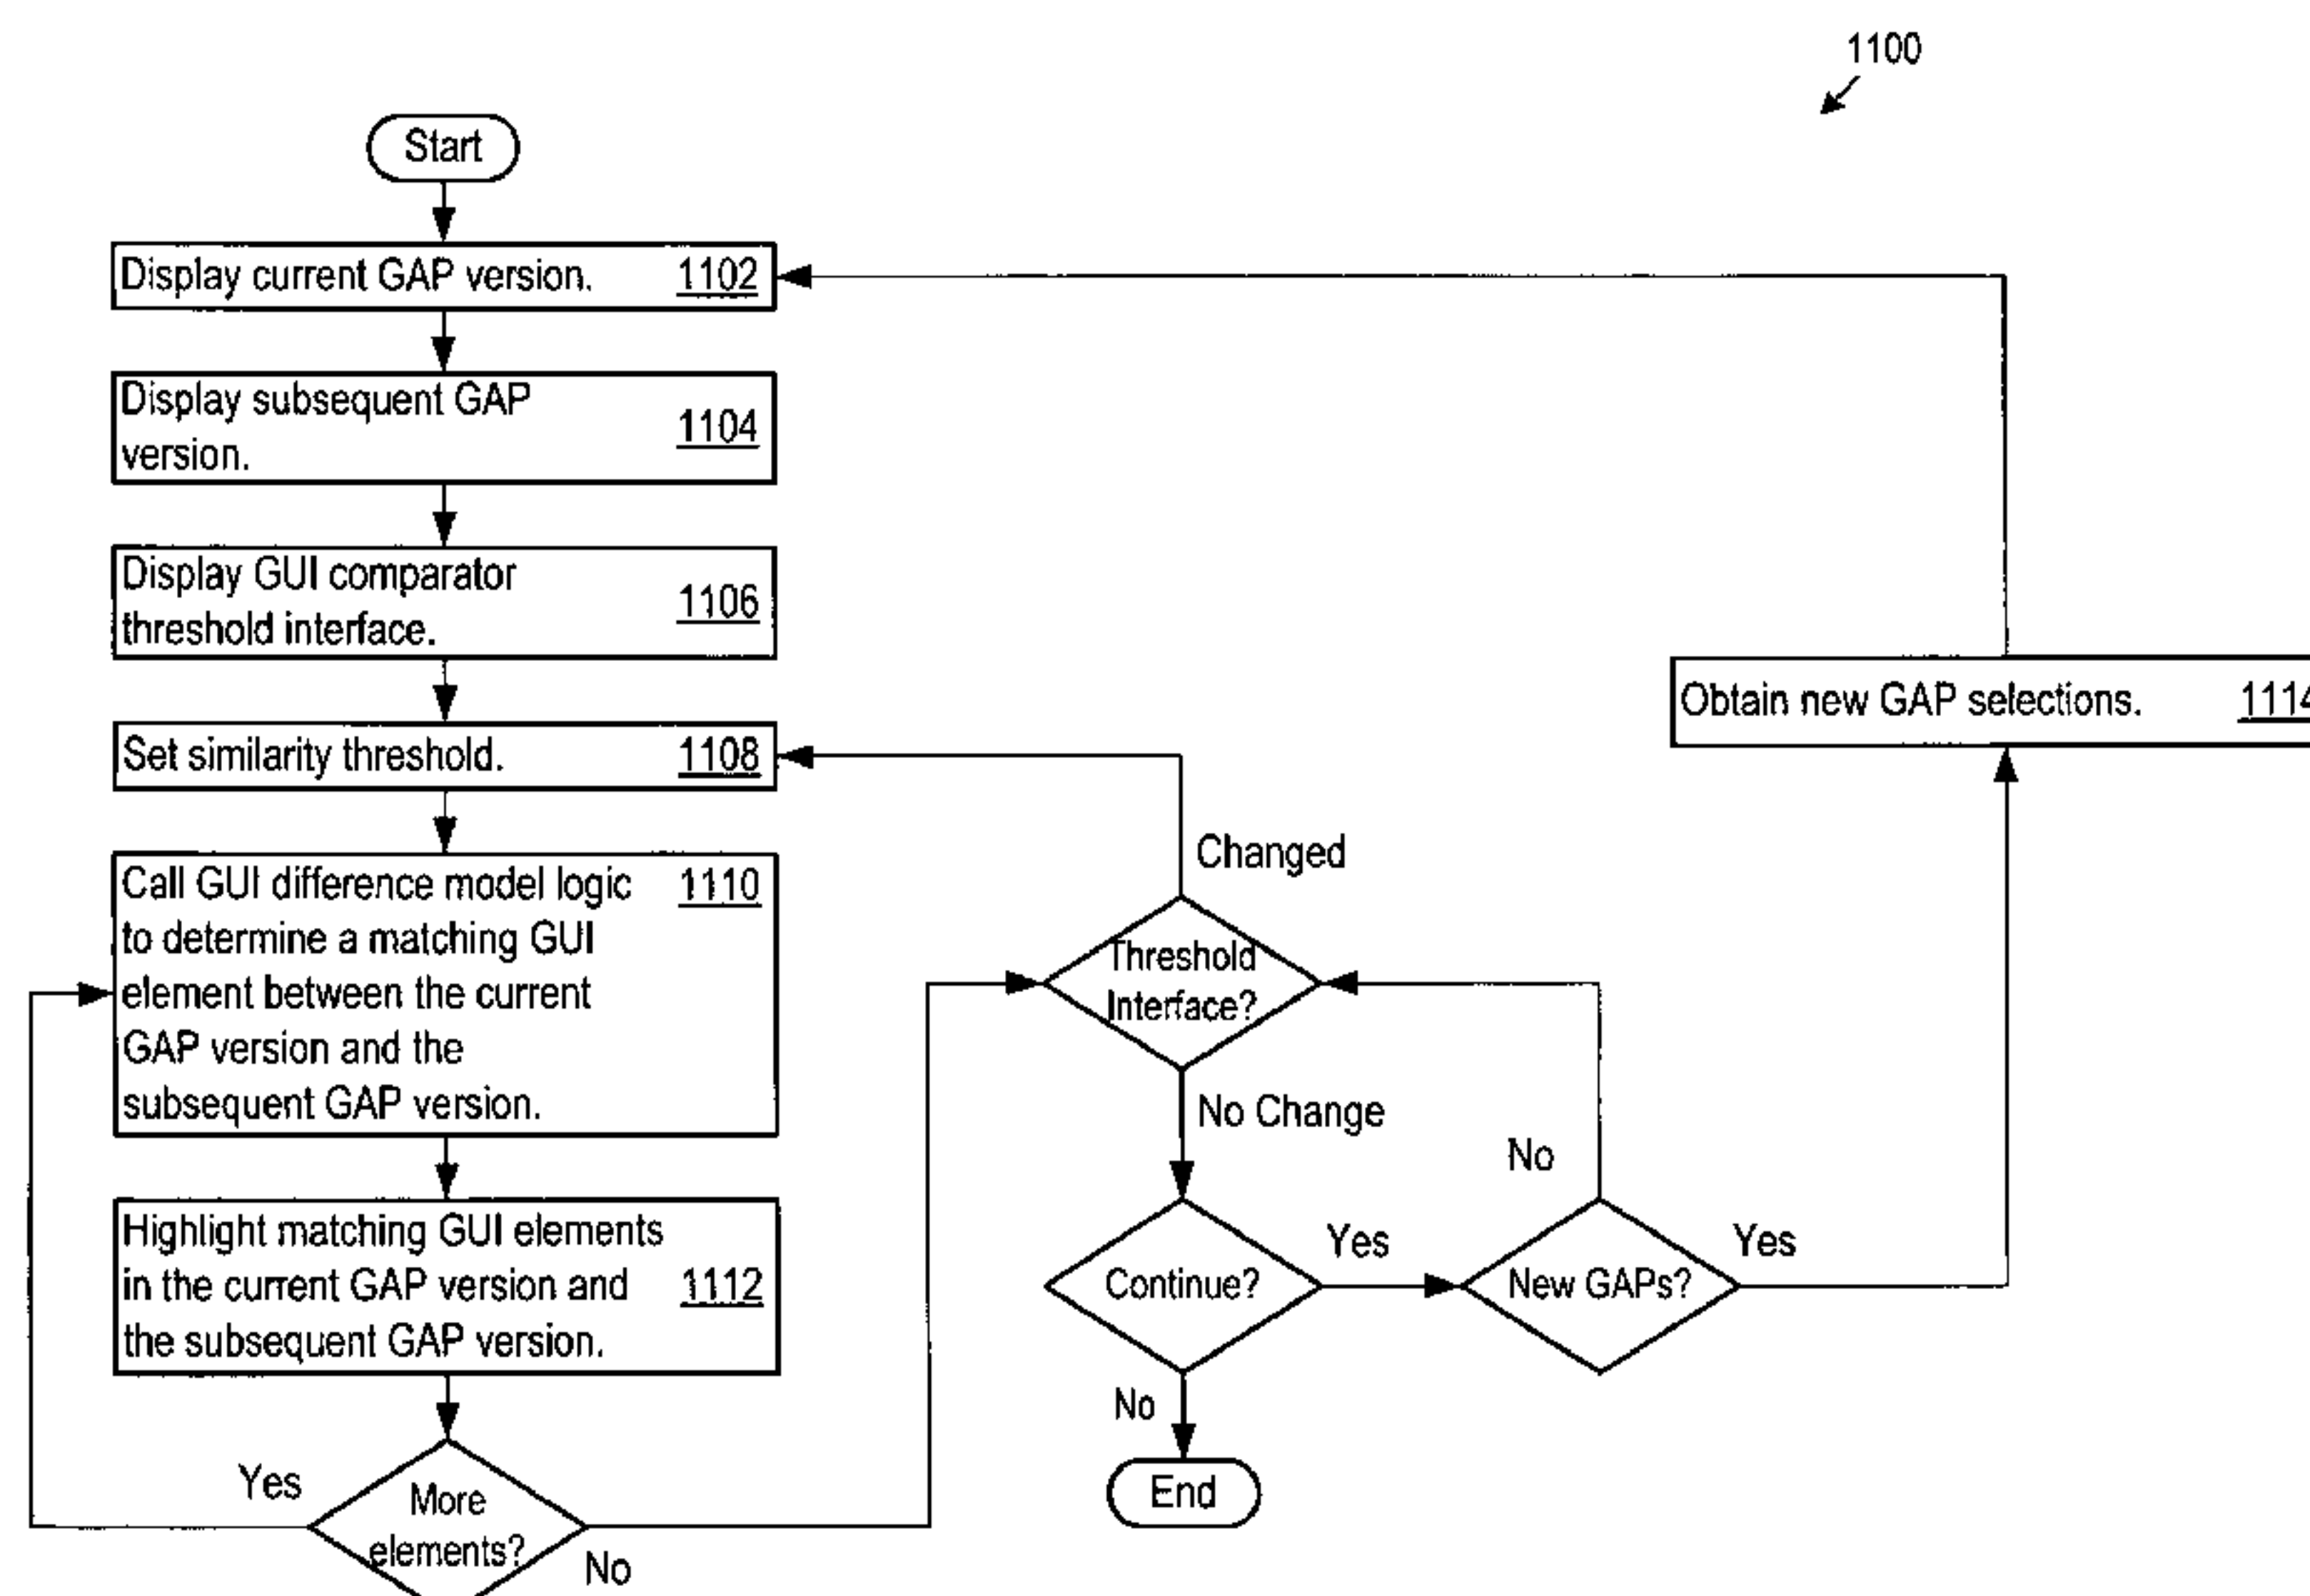 1100
Start
Display current GAP version. 1102
Display subsequent GAP
version.
1104
Display GUI comparator
threshold interface.
1106
Set similarity threshold. 1108
Call GUI difference model logic 1110
to determine a matching GUI
element between the current
GAP version and the
subsequent GAP version.
Highlight matching GUI elements
in the current GAP version and
the subsequent GAP version.
1112
Yes
More
elements?
No
Changed
Threshold
Interface?
No Change
Continue?
Yes
No
End
New GAPs?
No
Yes
Obtain new GAP selections. 1114